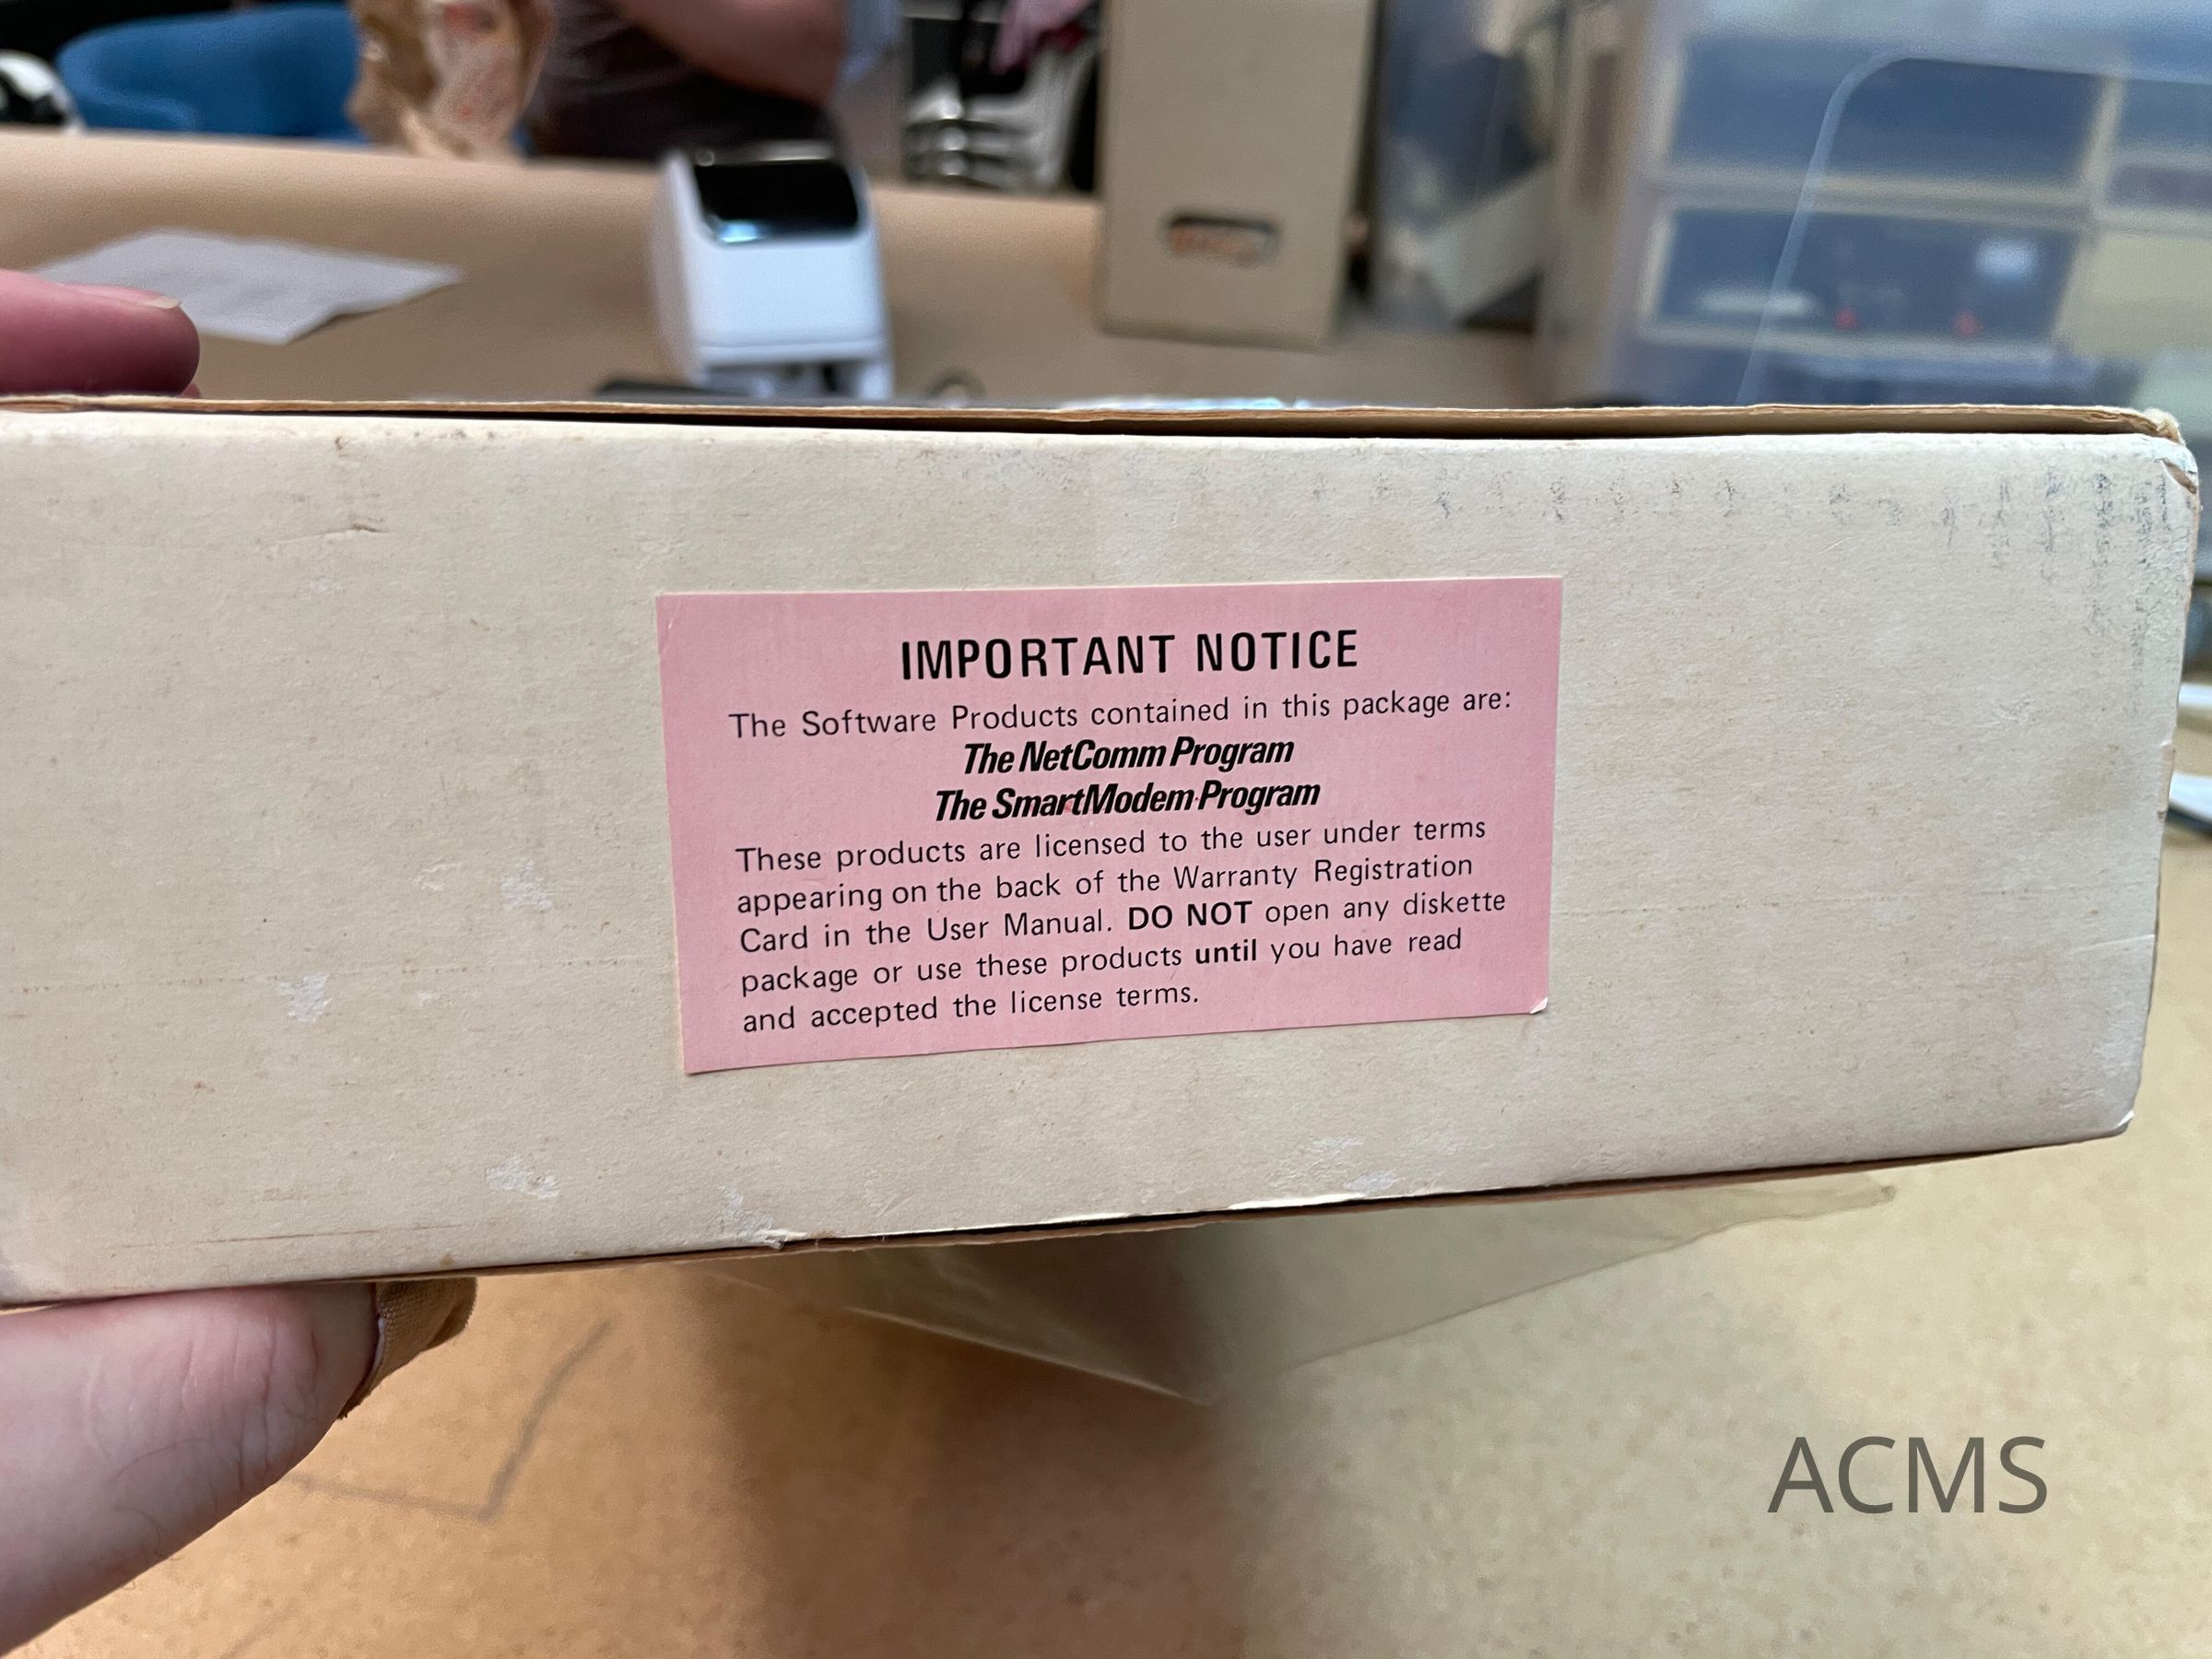 IMPORTANT NOTICE
The Software Products contained in this package are:
The NetComm Program
The SmartModem Program
These products are licensed to the user under terms
appearing on the back of the Warranty Registration
Card in the User Manual. DO NOT open any diskette
package or use these products until you have read
and accepted the license terms.
ACMS